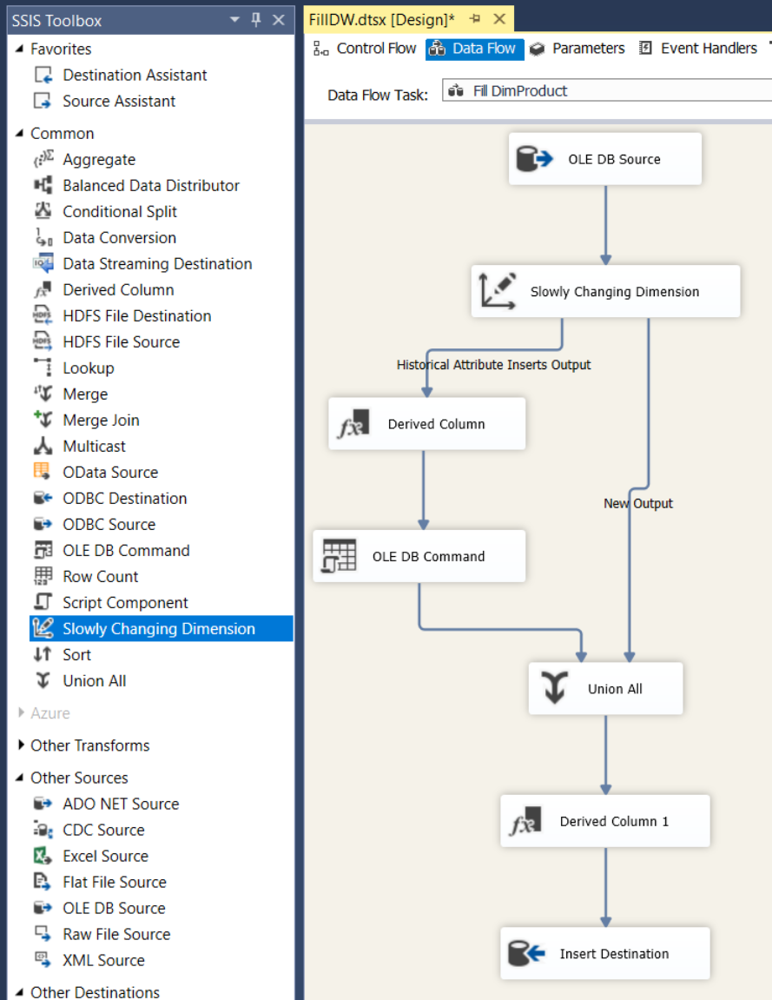 SSIS Toolbox
Favorites
Destination Assistant
Source Assistant
Common
Aggregate
Balanced Data Distributor
Conditional Split
Data Conversion
Data Streaming Destination
Derived Column
HDFS File Destination
HDFS File Source
Lookup
Merge
Merge Join
Multicast
OData Source
ODBC Destination
ODBC Source
OLE DB Command
Row Count
Script Component
Slowly Changing Dimension
Sort
Union All
Azure
Other Transforms
Other Sources
ADO NET Source
CDC Source
Excel Source
Flat File Source
OLE DB Source
Raw File Source
XML Source
Other Destinations
FillDW.dtsx [Design]*
Control Flow Data Flow Parameters Event Handlers
Data Flow Task: Fill DimProduct
OLE DB Source
Slowly Changing Dimension
Historical Attribute Inserts Output
Derived Column
New Output
OLE DB Command
Union All
Derived Column 1
Insert Destination